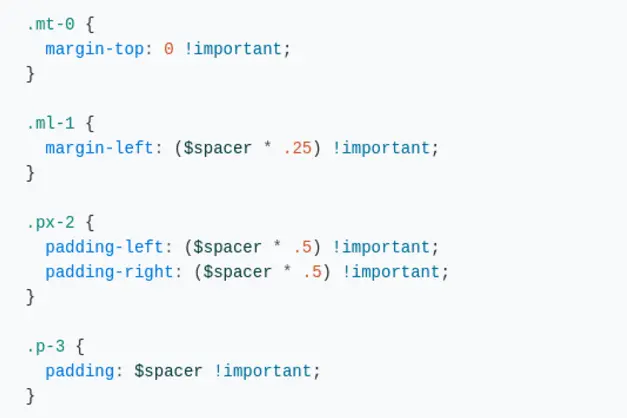 .mt-0 {
  margin-top: 0 !important;
}

.ml-1 {
  margin-left: ($spacer * .25) !important;
}

.px-2 {
  padding-left: ($spacer * .5) !important;
  padding-right: ($spacer * .5) !important;
}

.p-3 {
  padding: $spacer !important;
}